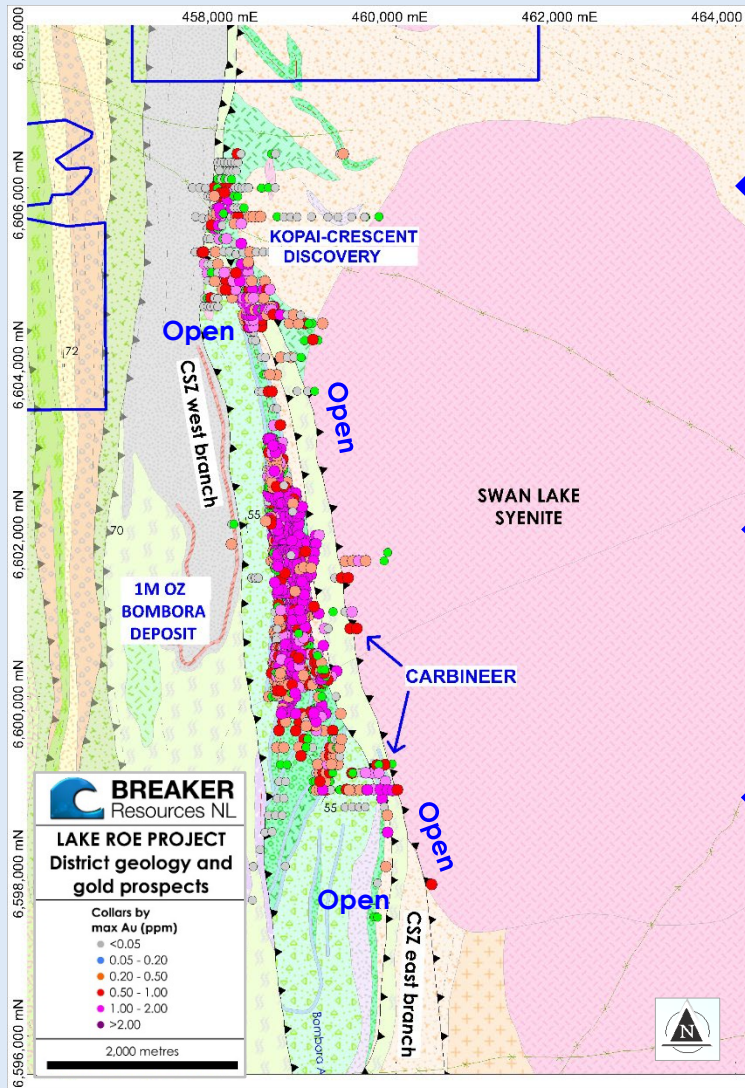 458,000 mE
460,000 mE
462,000 mE
464,000
6,608,000
6,606,000 mN
KOPAI-CRESCENT
DISCOVERY
Open
6,604,000 mN
72
CSZ west branch
Open
SWAN LAKE
SYENITE
55
6,602,000 mN
70
1M OZ
BOMBORA
DEPOSIT
CARBINEER
6,600,000 mN
55
Open
Open
6,598,000 mN
CSZ east branch
Bombora A
6,596,000 mN
BREAKER
Resources NL
LAKE ROE PROJECT
District geology and
gold prospects
Collars by
max Au (ppm)
<0.05
0.05 - 0.20
0.20 - 0.50
0.50 - 1.00
1.00 - 2.00
>2.00
2,000 metres
N